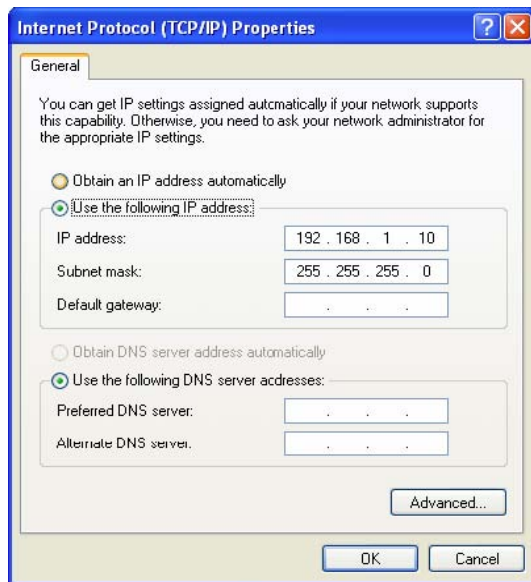 Internet Protocol (TCP/IP) Properties
General
You can get IP settings assigned automatically if your network supports
this capability. Otherwise, you need to ask your network administrator for
the appropriate IP settings.
Obtain an IP address automatically
Use the following IP address:
IP address: 192 . 168 . 1 . 10
Subnet mask: 255 . 255 . 255 . 0
Default gateway: . . .
Obtain DNS server address automatically
Use the following DNS server addresses:
Preferred DNS server: . . .
Alternate DNS server: . . .
Advanced...
OK Cancel